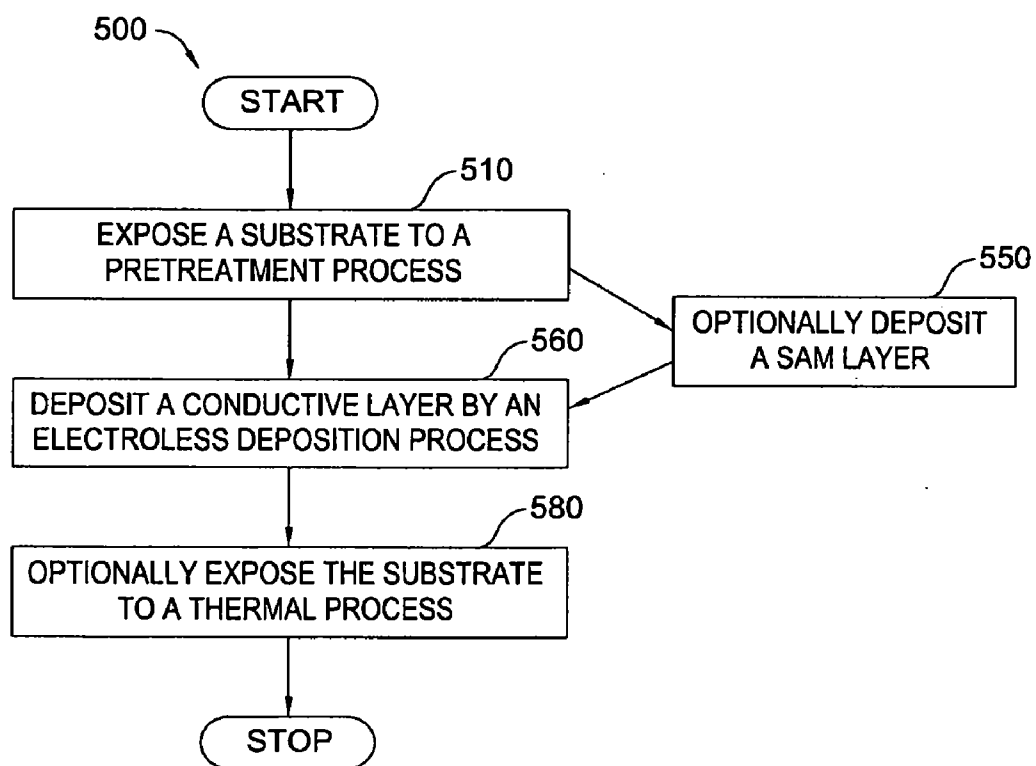 500
START
510
EXPOSE A SUBSTRATE TO A
PRETREATMENT PROCESS
550
OPTIONALLY DEPOSIT
A SAM LAYER
560
DEPOSIT A CONDUCTIVE LAYER BY AN
ELECTROLESS DEPOSITION PROCESS
580
OPTIONALLY EXPOSE THE SUBSTRATE
TO A THERMAL PROCESS
STOP